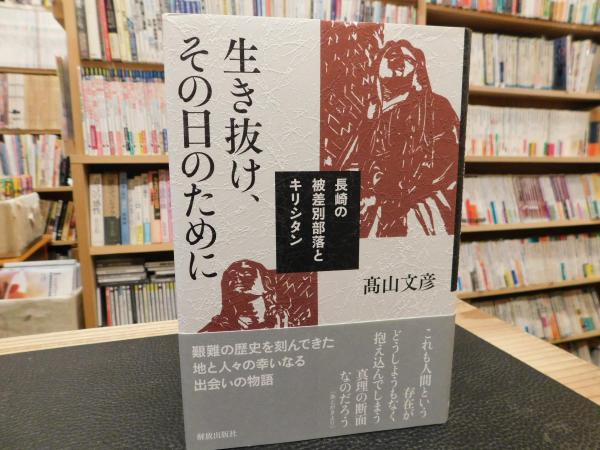 生き抜け、
その日のために
長崎の
被差別部落と
キリシタン
髙山文彦
これも人間という
存在が
どうしようもなく
抱え込んでしまう
真理の断面
なのだろう
艱難の歴史を刻んできた
地と人々の幸いなる
出会いの物語
解放出版社